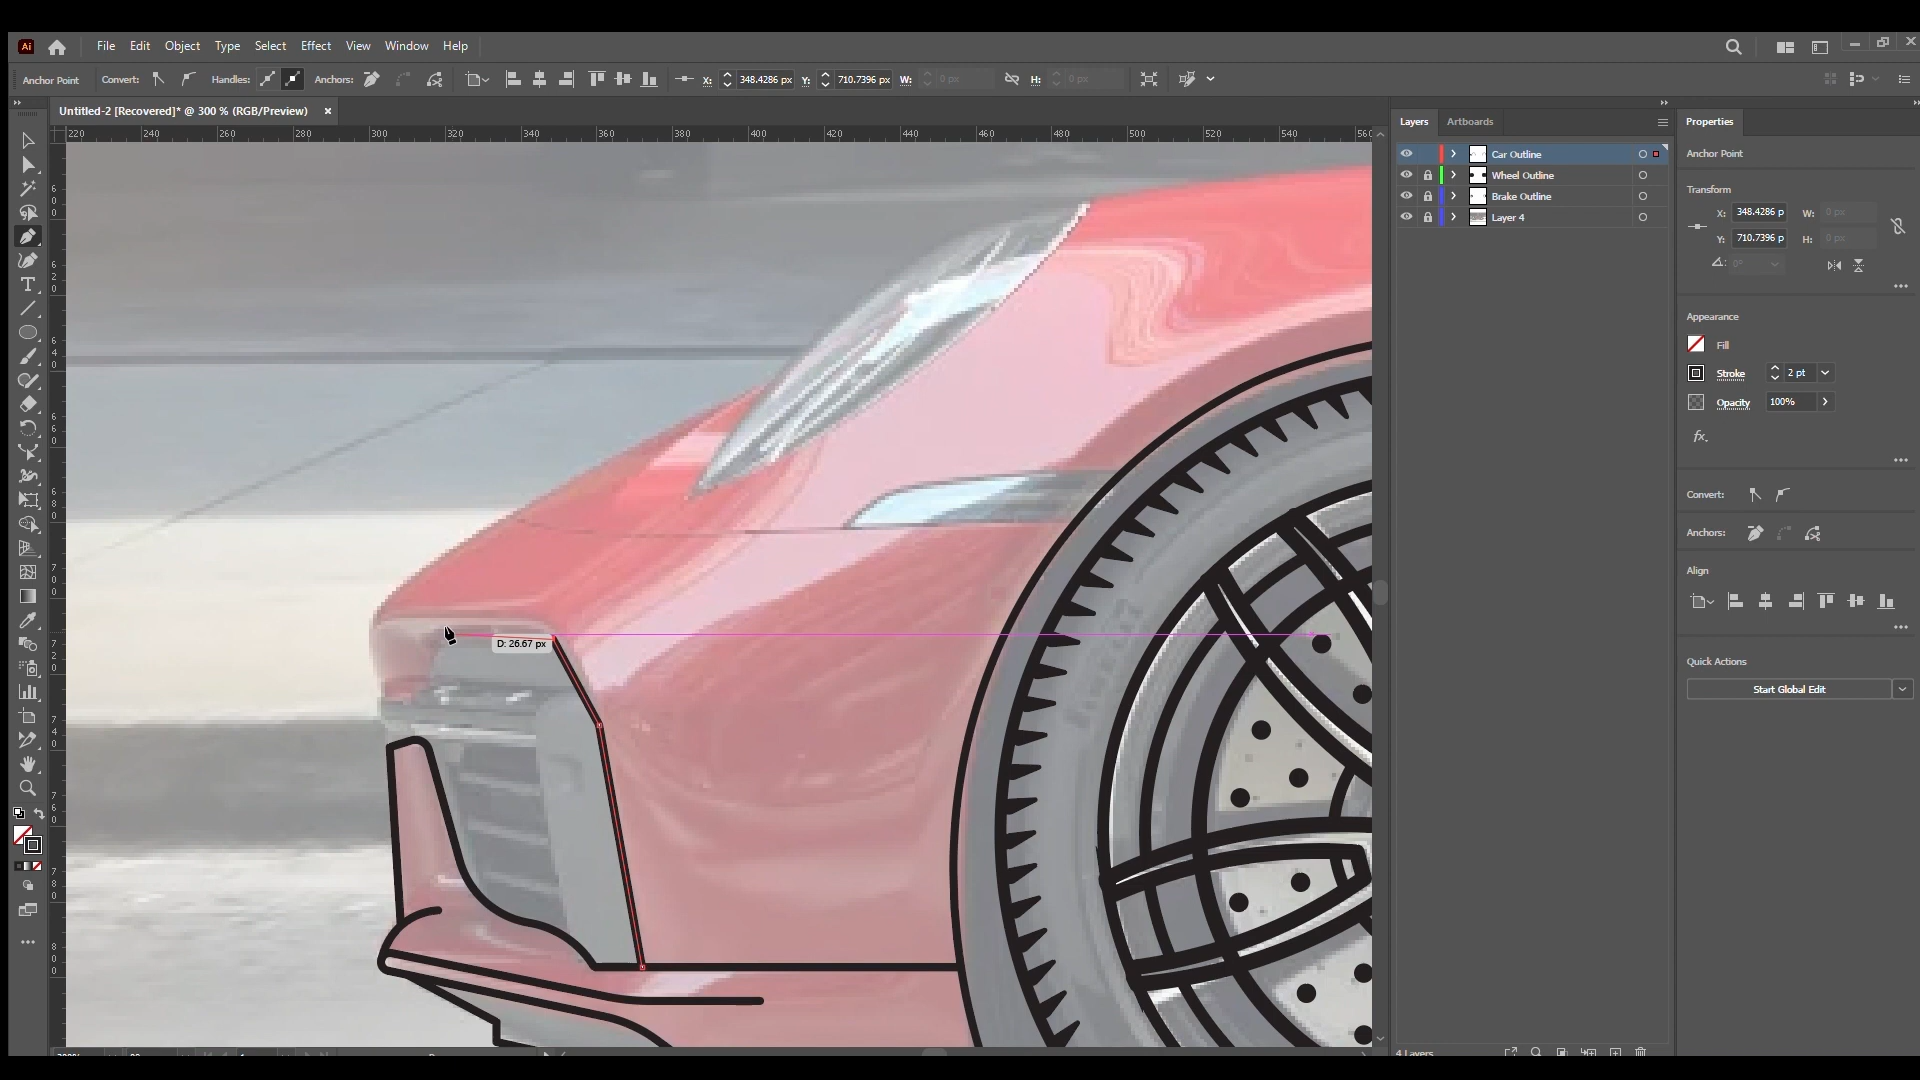 Ai File Edit Object Type Select Effect View Window Help
Anchor Point Convert: Handles: Anchors: X: 348.4286 px Y: 710.7396 px W: 0 px H: 0 px
Untitled-2 [Recovered]* @ 300 % (RGB/Preview) ×
220 240 260 280 300 320 340 360 380 400 420 440 460 480 500 520 540 560
Layers Artboards
Car Outline
Wheel Outline
Brake Outline
Layer 4
4 Layers
Properties
Anchor Point
Transform
X: 348.4286 p W: 0 px
Y: 710.7396 p H: 0 px
0°
Appearance
Fill
Stroke 2 pt
Opacity 100%
fx.
Convert:
Anchors:
Align
Quick Actions
Start Global Edit
D: 26.67 px